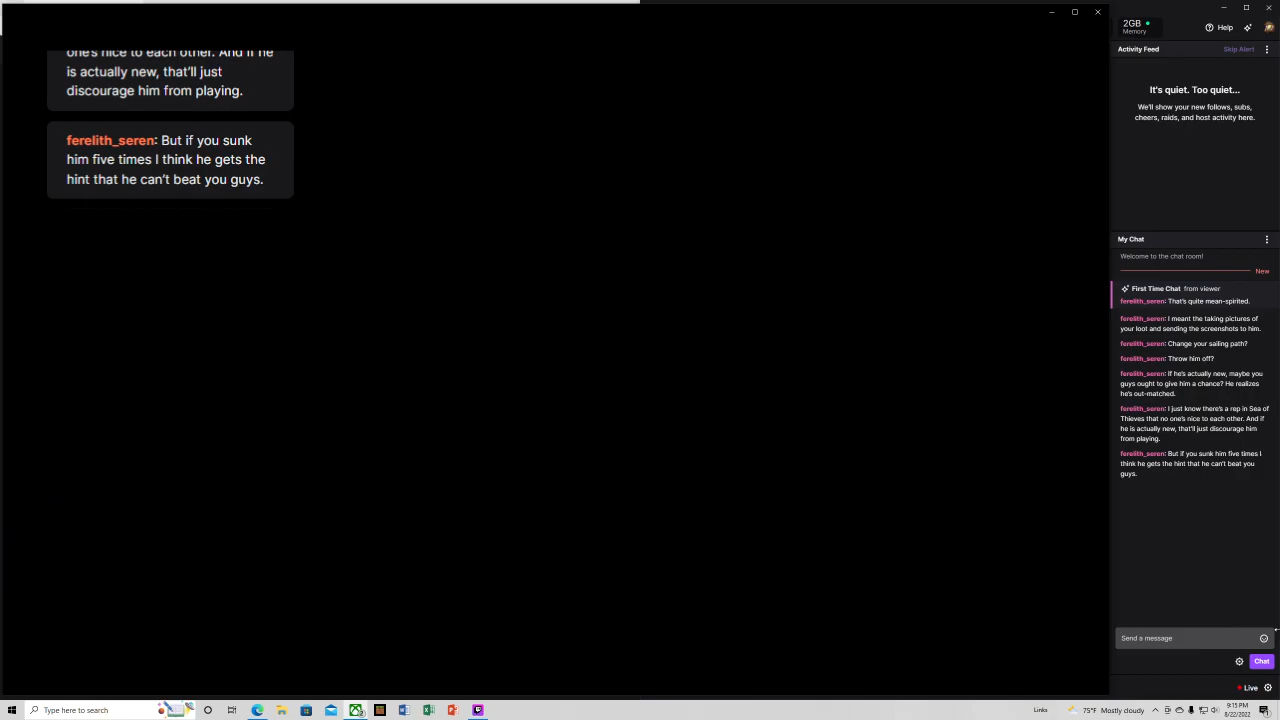 one's nice to each other. And if he
is actually new, that'll just
discourage him from playing.
ferelith_seren: But if you sunk
him five times I think he gets the
hint that he can't beat you guys.
2GB
Memory
Help
Activity Feed
Skip Alert
It's quiet. Too quiet...
We'll show your new follows, subs,
cheers, raids, and host activity here.
My Chat
Welcome to the chat room!
New
First Time Chat from viewer
ferelith_seren: That's quite mean-spirited.
ferelith_seren: I meant the taking pictures of
your loot and sending the screenshots to him.
ferelith_seren: Change your sailing path?
ferelith_seren: Throw him off?
ferelith_seren: If he's actually new, maybe you
guys ought to give him a chance? He realizes
he's out-matched.
ferelith_seren: I just know there's a rep in Sea of
Thieves that no one's nice to each other. And if
he is actually new, that'll just discourage him
from playing.
ferelith_seren: But if you sunk him five times I
think he gets the hint that he can't beat you
guys.
Send a message
Chat
Live
Type here to search
Links
75°F Mostly cloudy
9:15 PM
8/22/2022